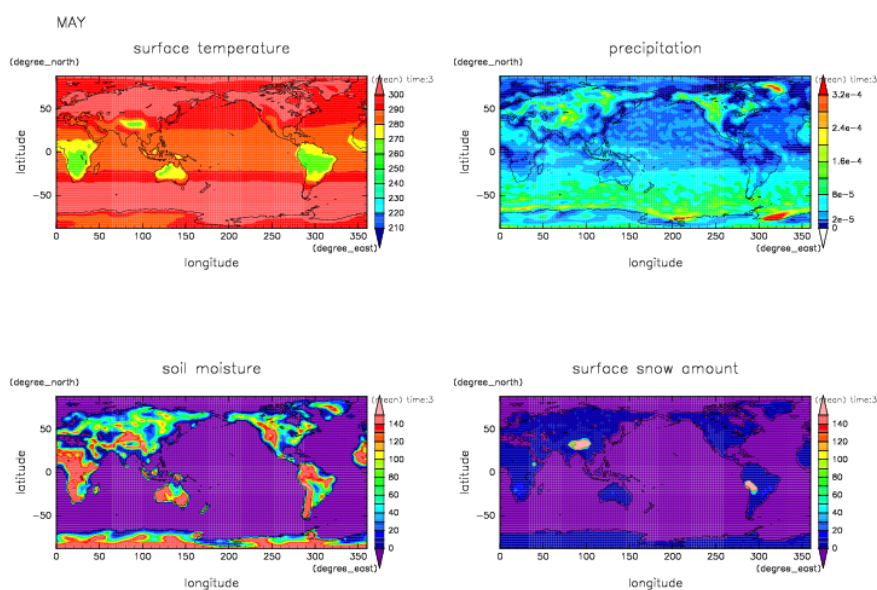 MAY
surface temperature
(degree_north)
(mean) time:3
latitude
50
0
−50
0 50 100 150 200 250 300 350
(degree_east)
longitude
300
290
280
270
260
250
240
230
220
210
precipitation
(degree_north)
(mean) time:3
latitude
50
0
−50
0 50 100 150 200 250 300 350
(degree_east)
longitude
3.2e−4
2.4e−4
1.6e−4
8e−5
2e−5
0
soil moisture
(degree_north)
(mean) time:3
latitude
50
0
−50
0 50 100 150 200 250 300 350
(degree_east)
longitude
140
120
100
80
60
40
20
0
surface snow amount
(degree_north)
(mean) time:3
latitude
50
0
−50
0 50 100 150 200 250 300 350
(degree_east)
longitude
140
120
100
80
60
40
20
0